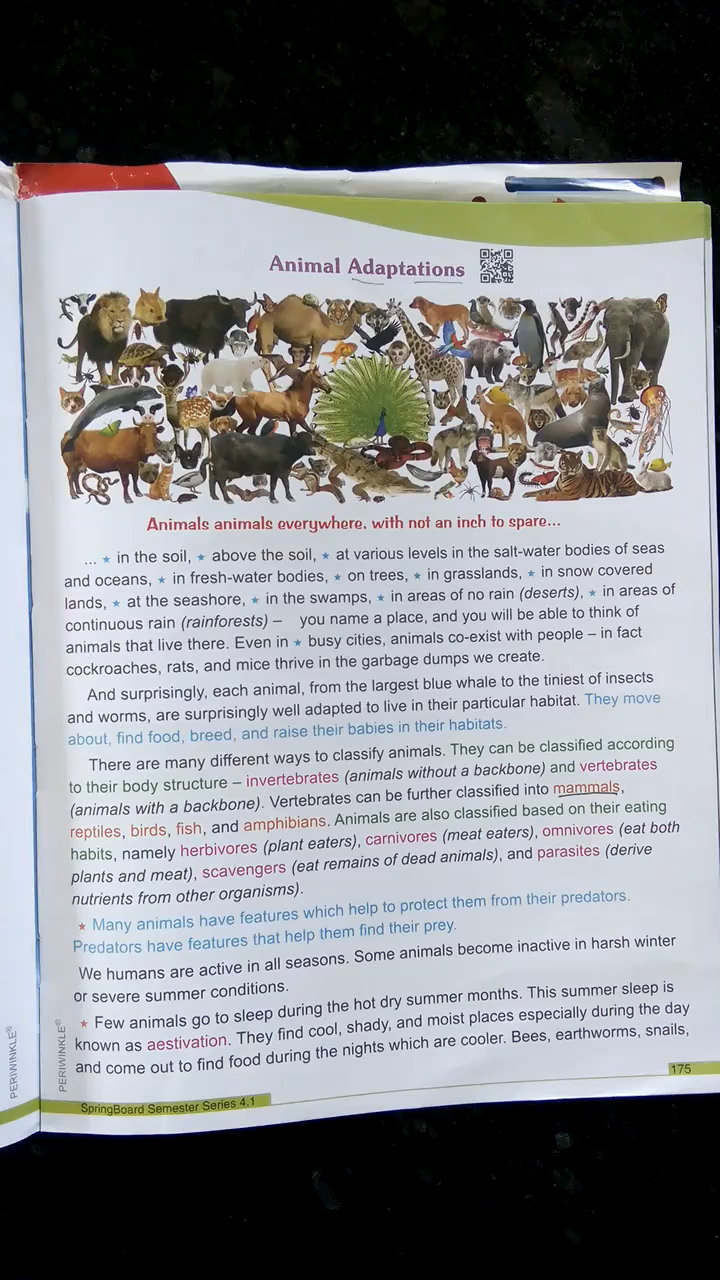 Animal Adaptations
Animals animals everywhere, with not an inch to spare...
... ★ in the soil, ★ above the soil, ★ at various levels in the salt-water bodies of seas
and oceans, ★ in fresh-water bodies, ★ on trees, ★ in grasslands, ★ in snow covered
lands, ★ at the seashore, ★ in the swamps, ★ in areas of no rain (deserts), ★ in areas of
continuous rain (rainforests) – you name a place, and you will be able to think of
animals that live there. Even in ★ busy cities, animals co-exist with people – in fact
cockroaches, rats, and mice thrive in the garbage dumps we create.
And surprisingly, each animal, from the largest blue whale to the tiniest of insects
and worms, are surprisingly well adapted to live in their particular habitat. They move
about, find food, breed, and raise their babies in their habitats.
There are many different ways to classify animals. They can be classified according
to their body structure – invertebrates (animals without a backbone) and vertebrates
(animals with a backbone). Vertebrates can be further classified into mammals,
reptiles, birds, fish, and amphibians. Animals are also classified based on their eating
habits, namely herbivores (plant eaters), carnivores (meat eaters), omnivores (eat both
plants and meat), scavengers (eat remains of dead animals), and parasites (derive
nutrients from other organisms).
★ Many animals have features which help to protect them from their predators.
Predators have features that help them find their prey.
We humans are active in all seasons. Some animals become inactive in harsh winter
or severe summer conditions.
★ Few animals go to sleep during the hot dry summer months. This summer sleep is
known as aestivation. They find cool, shady, and moist places especially during the day
and come out to find food during the nights which are cooler. Bees, earthworms, snails,
PERIWINKLE®
PERIWINKLE®
175
SpringBoard Semester Series 4.1